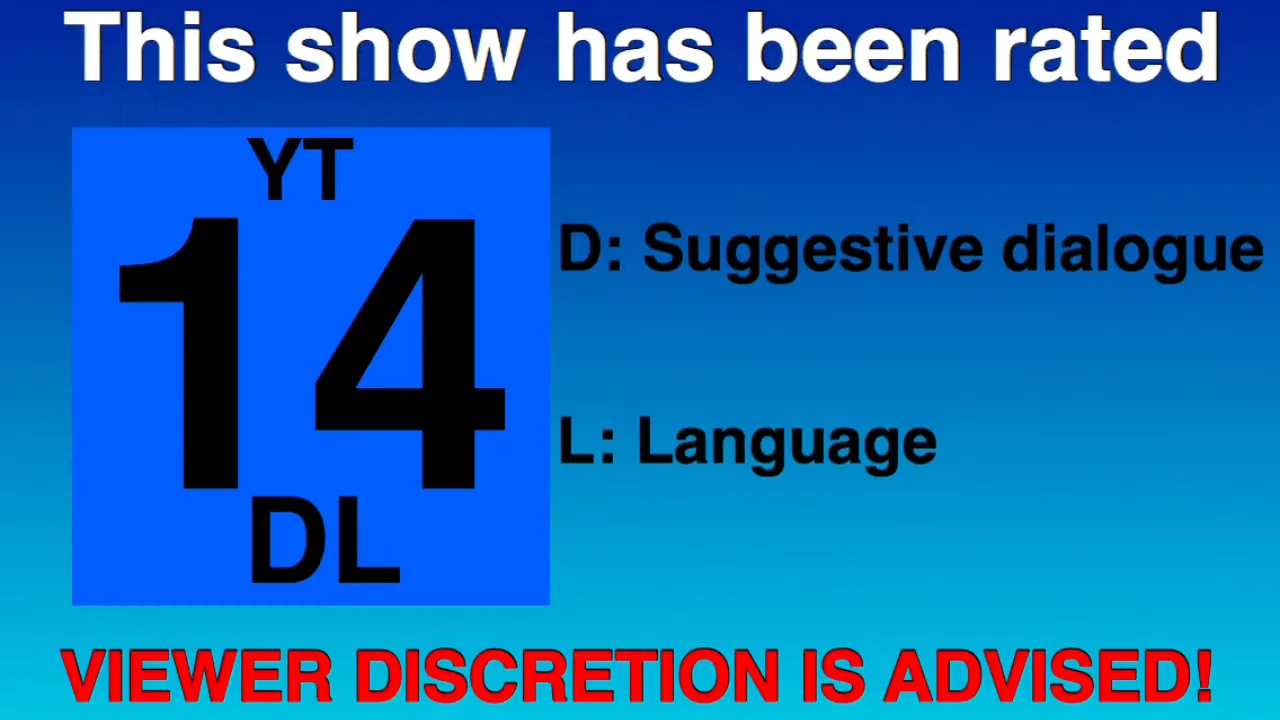 This show has been rated
YT
14
DL
D: Suggestive dialogue
L: Language
VIEWER DISCRETION IS ADVISED!